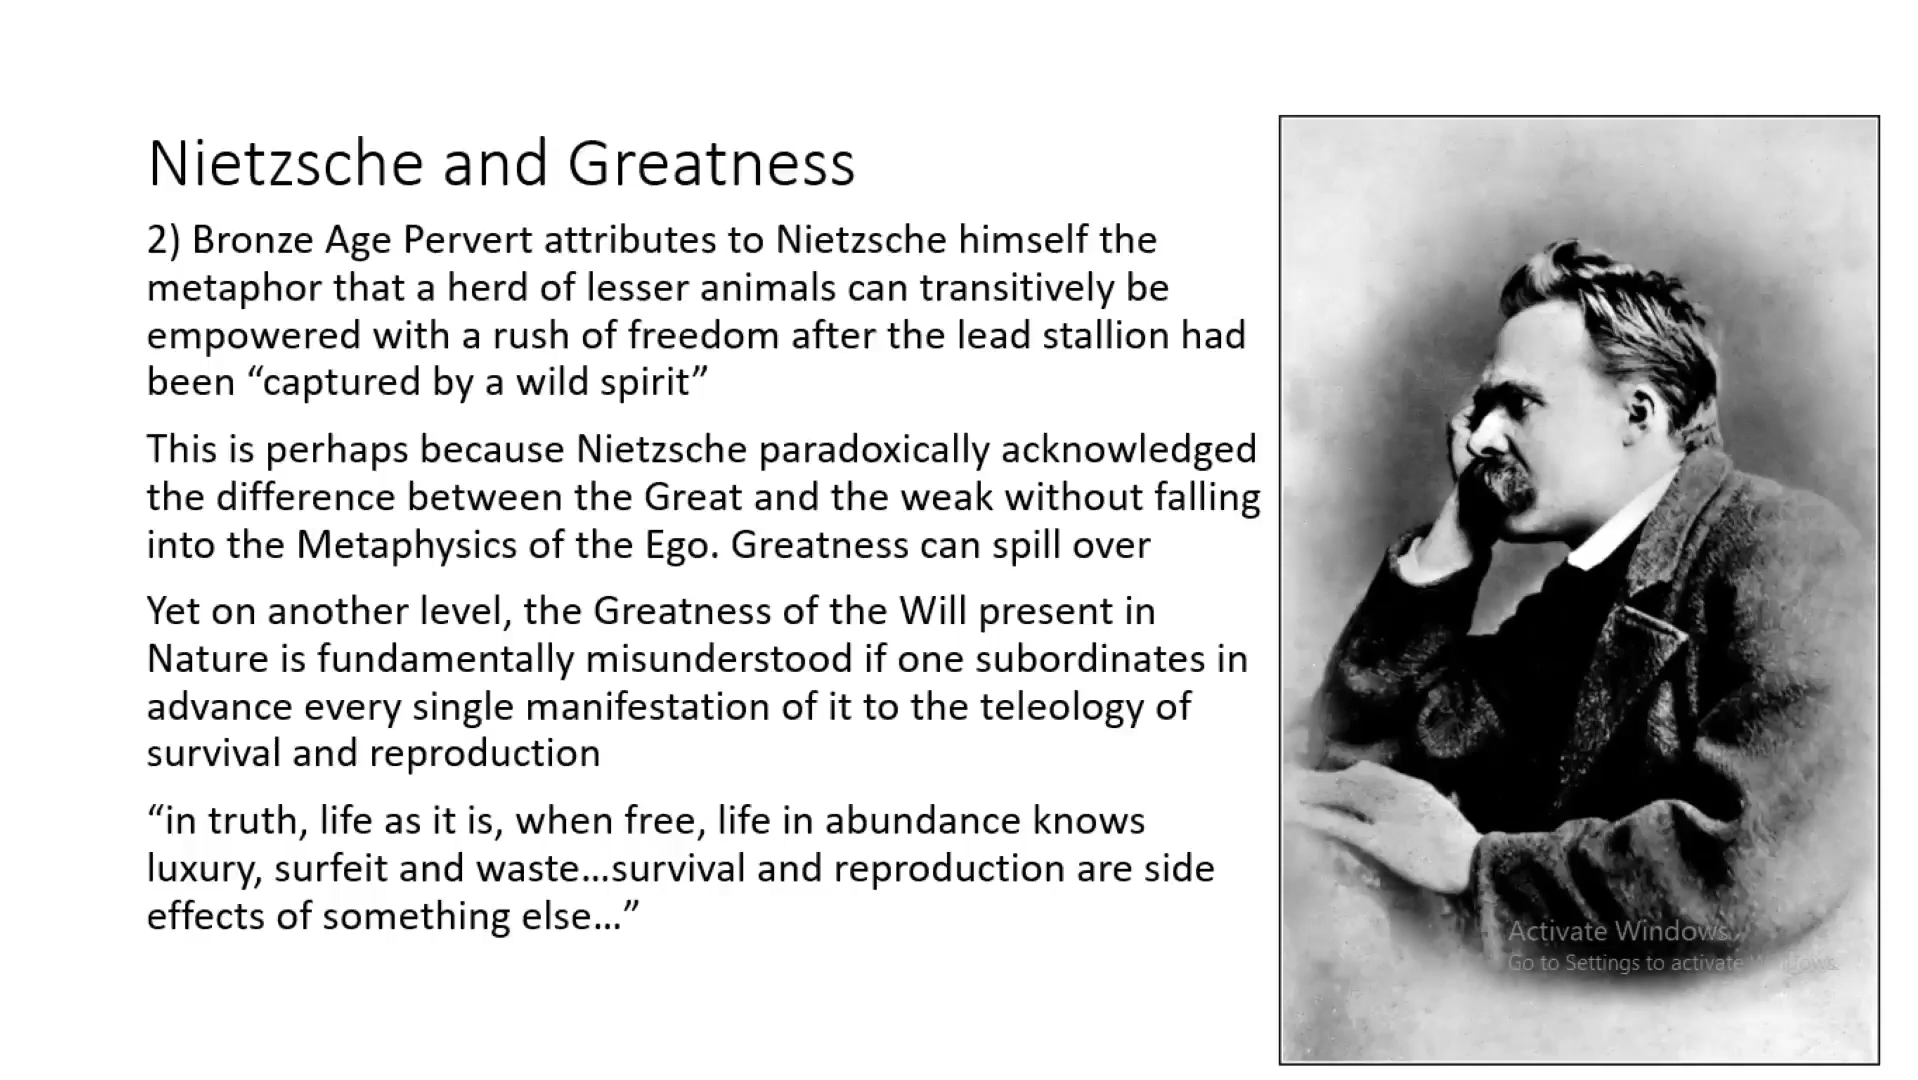 Nietzsche and Greatness
2) Bronze Age Pervert attributes to Nietzsche himself the
metaphor that a herd of lesser animals can transitively be
empowered with a rush of freedom after the lead stallion had
been “captured by a wild spirit”
This is perhaps because Nietzsche paradoxically acknowledged
the difference between the Great and the weak without falling
into the Metaphysics of the Ego. Greatness can spill over
Yet on another level, the Greatness of the Will present in
Nature is fundamentally misunderstood if one subordinates in
advance every single manifestation of it to the teleology of
survival and reproduction
“in truth, life as it is, when free, life in abundance knows
luxury, surfeit and waste…survival and reproduction are side
effects of something else…”
Activate Windows
Go to Settings to activate Windows.